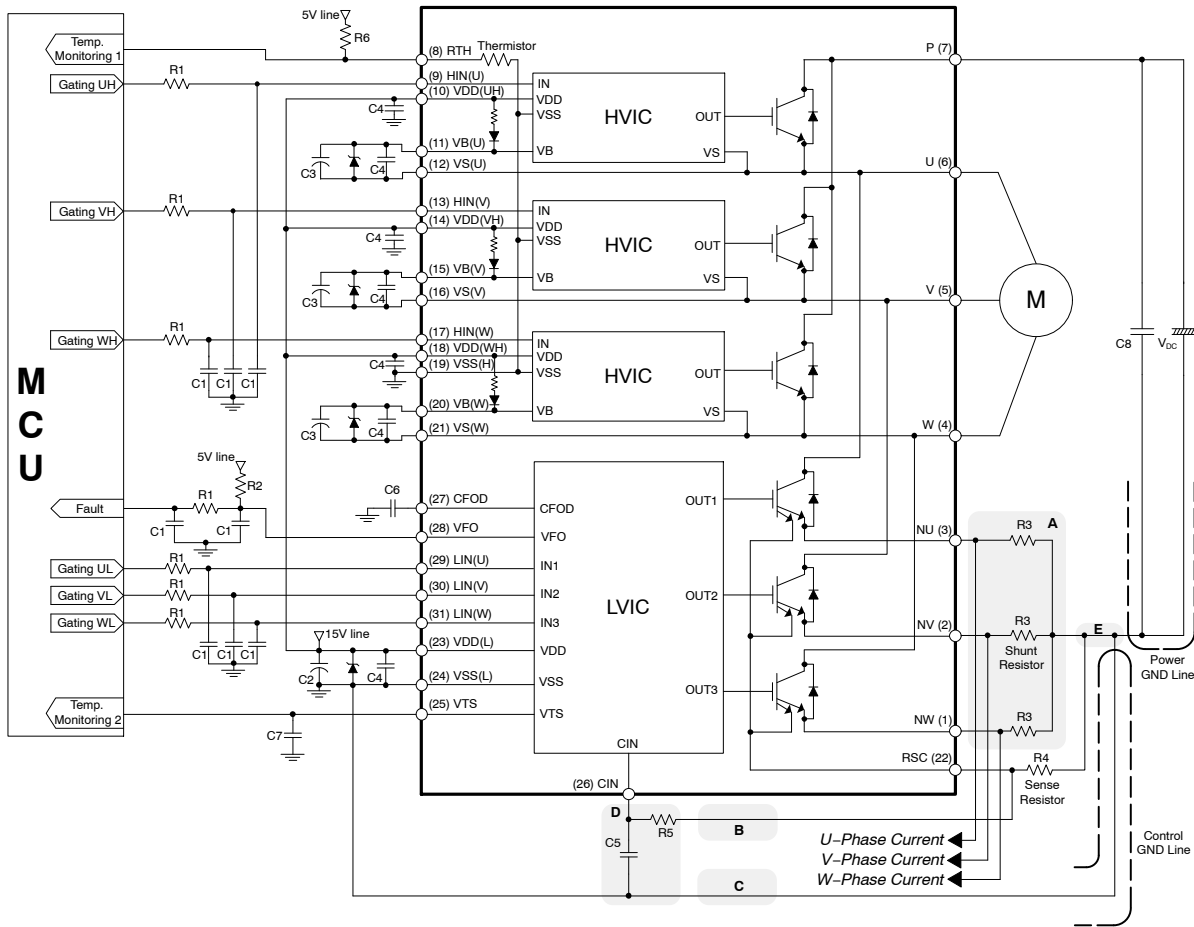 5V line
R6
Temp.
Monitoring 1
(8) RTH
Thermistor
P (7)
Gating UH
R1
(9) HIN(U)
IN
(10) VDD(UH)
VDD
C4
VSS
HVIC
OUT
(11) VB(U)
VB
VS
C3
C4
(12) VS(U)
U (6)
Gating VH
R1
(13) HIN(V)
IN
(14) VDD(VH)
VDD
C4
VSS
HVIC
OUT
(15) VB(V)
VB
VS
C3
C4
(16) VS(V)
V (5)
M
Gating WH
R1
(17) HIN(W)
IN
(18) VDD(WH)
VDD
C4
(19) VSS(H)
VSS
HVIC
OUT
C8
VDC
C1
C1
C1
(20) VB(W)
VB
VS
C3
C4
(21) VS(W)
W (4)
M
C
U
5V line
R2
C6
(27) CFOD
CFOD
OUT1
Fault
R1
C1
C1
(28) VFO
VFO
NU (3)
R3
A
Gating UL
R1
(29) LIN(U)
IN1
Gating VL
R1
(30) LIN(V)
IN2
LVIC
OUT2
Gating WL
R1
(31) LIN(W)
IN3
NV (2)
R3
Shunt
Resistor
E
C1
C1
C1
15V line
(23) VDD(L)
VDD
C2
C4
(24) VSS(L)
VSS
OUT3
Power
GND Line
Temp.
Monitoring 2
(25) VTS
VTS
C7
NW (1)
R3
CIN
RSC (22)
R4
Sense
Resistor
(26) CIN
D
R5
B
C5
U−Phase Current
V−Phase Current
W−Phase Current
Control
GND Line
C